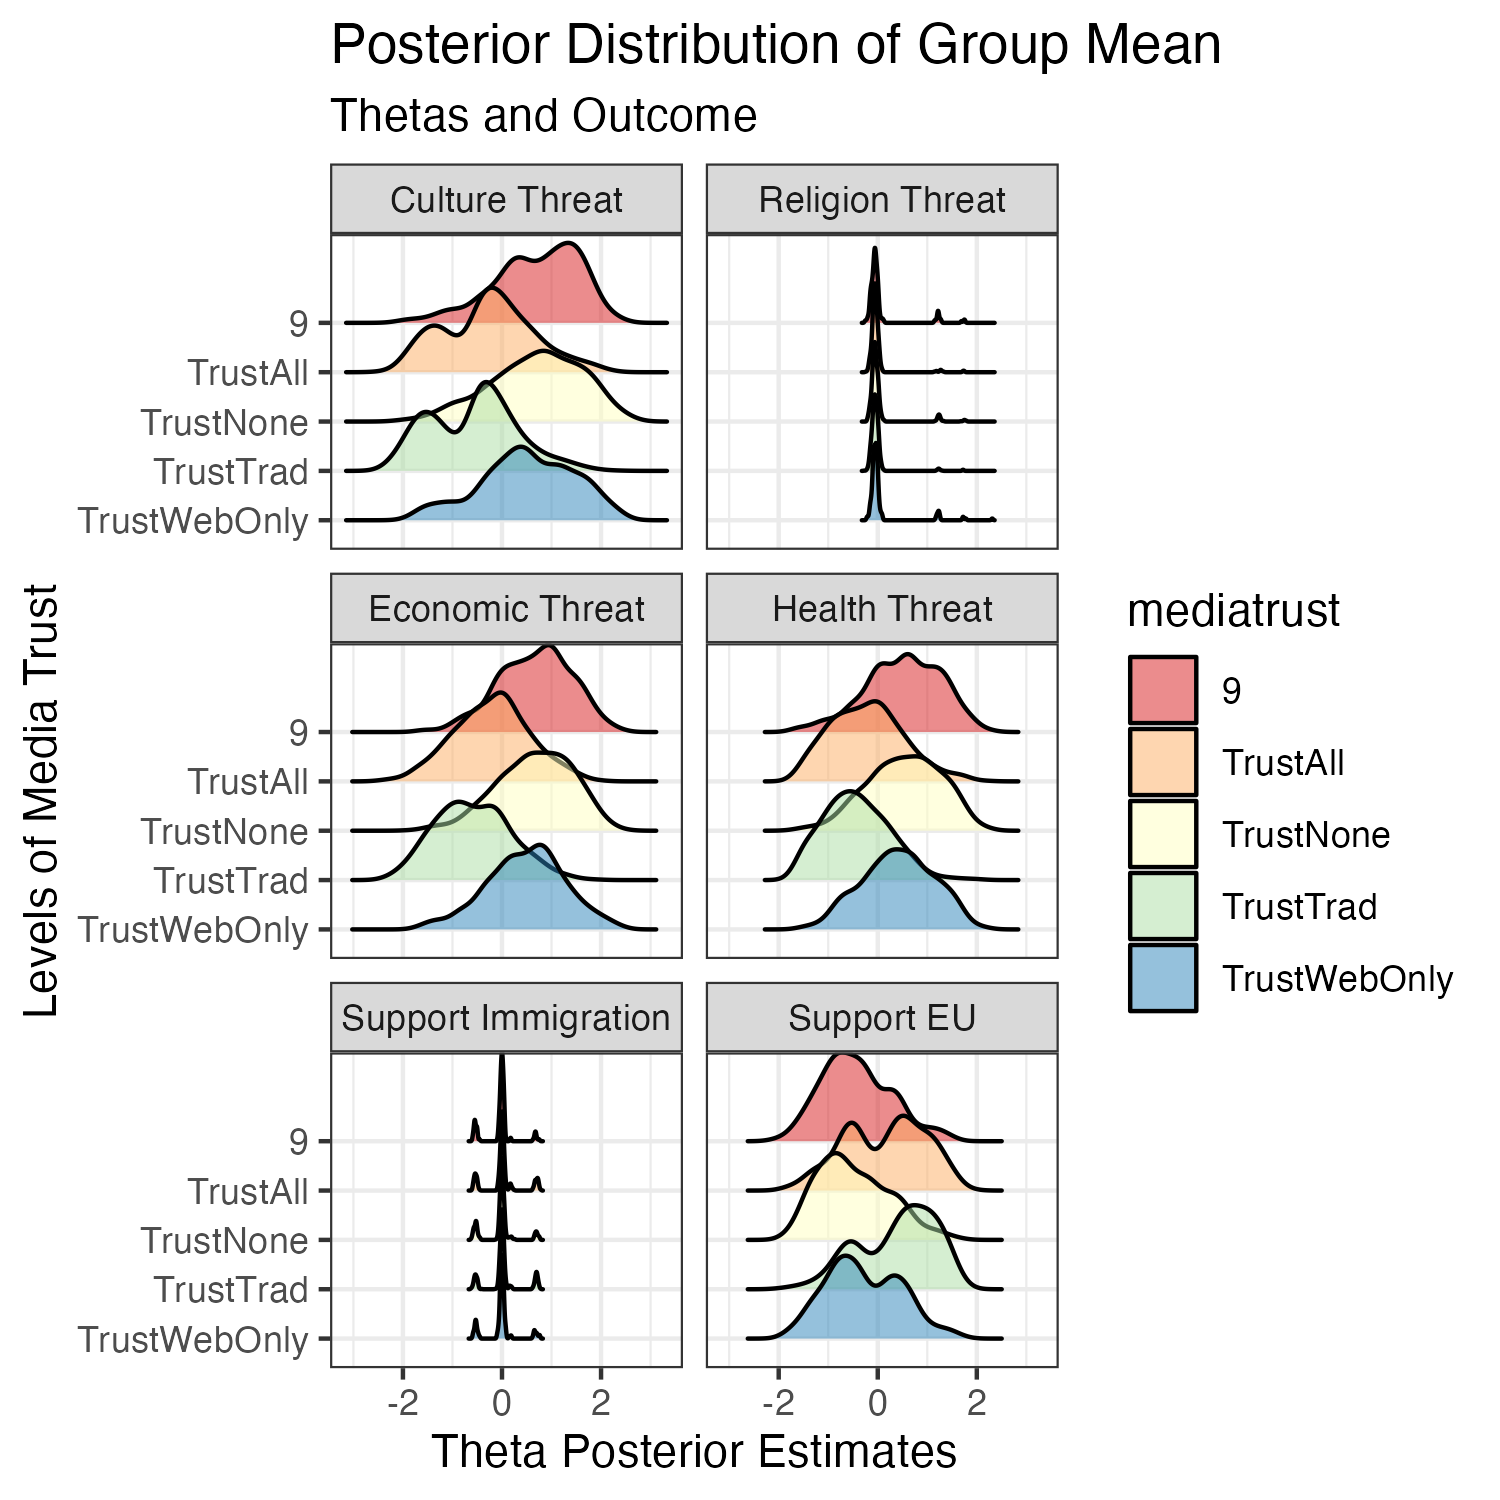 Posterior Distribution of Group Mean
Thetas and Outcome
Culture Threat
Religion Threat
9
TrustAll
TrustNone
TrustTrad
TrustWebOnly
Economic Threat
Health Threat
9
TrustAll
TrustNone
TrustTrad
TrustWebOnly
Support Immigration
Support EU
9
TrustAll
TrustNone
TrustTrad
TrustWebOnly
-2 0 2
-2 0 2
Theta Posterior Estimates
Levels of Media Trust
mediatrust
9
TrustAll
TrustNone
TrustTrad
TrustWebOnly